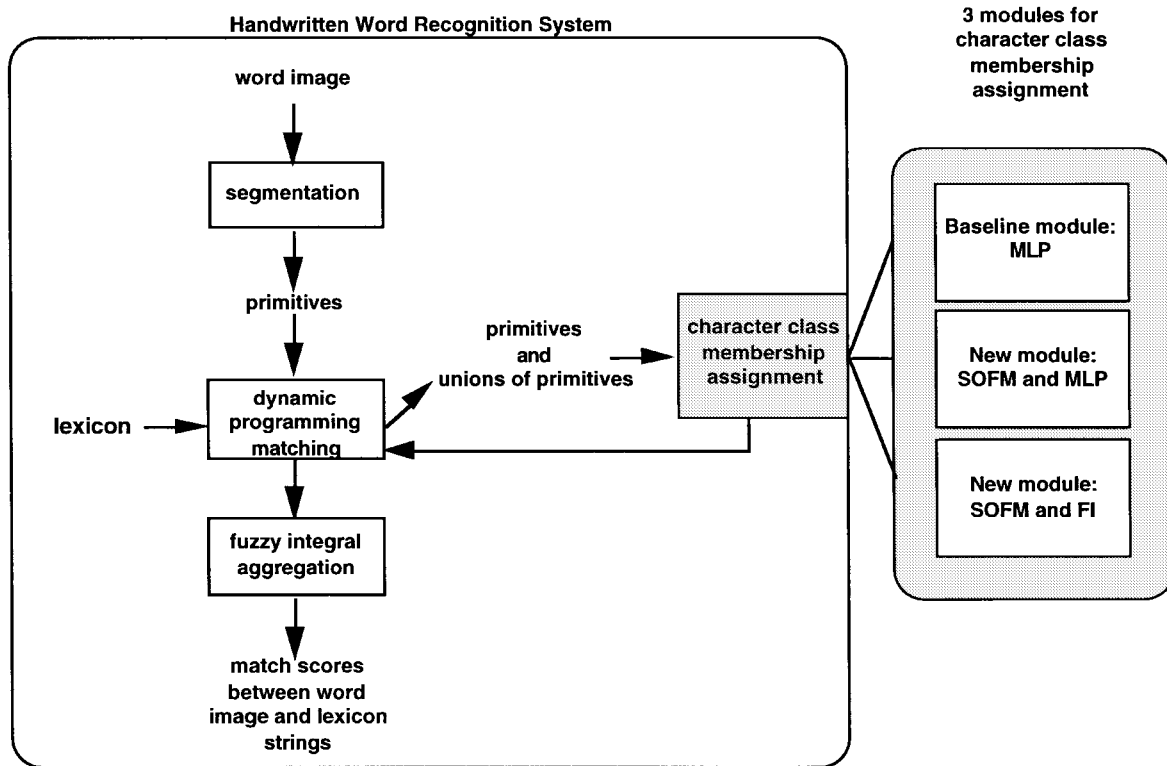 Handwritten Word Recognition System
3 modules for
character class
membership
assignment
word image
segmentation
primitives
primitives
and
unions of primitives
character class
membership
assignment
lexicon
dynamic
programming
matching
fuzzy integral
aggregation
match scores
between word
image and lexicon
strings
Baseline module:
MLP
New module:
SOFM and MLP
New module:
SOFM and FI